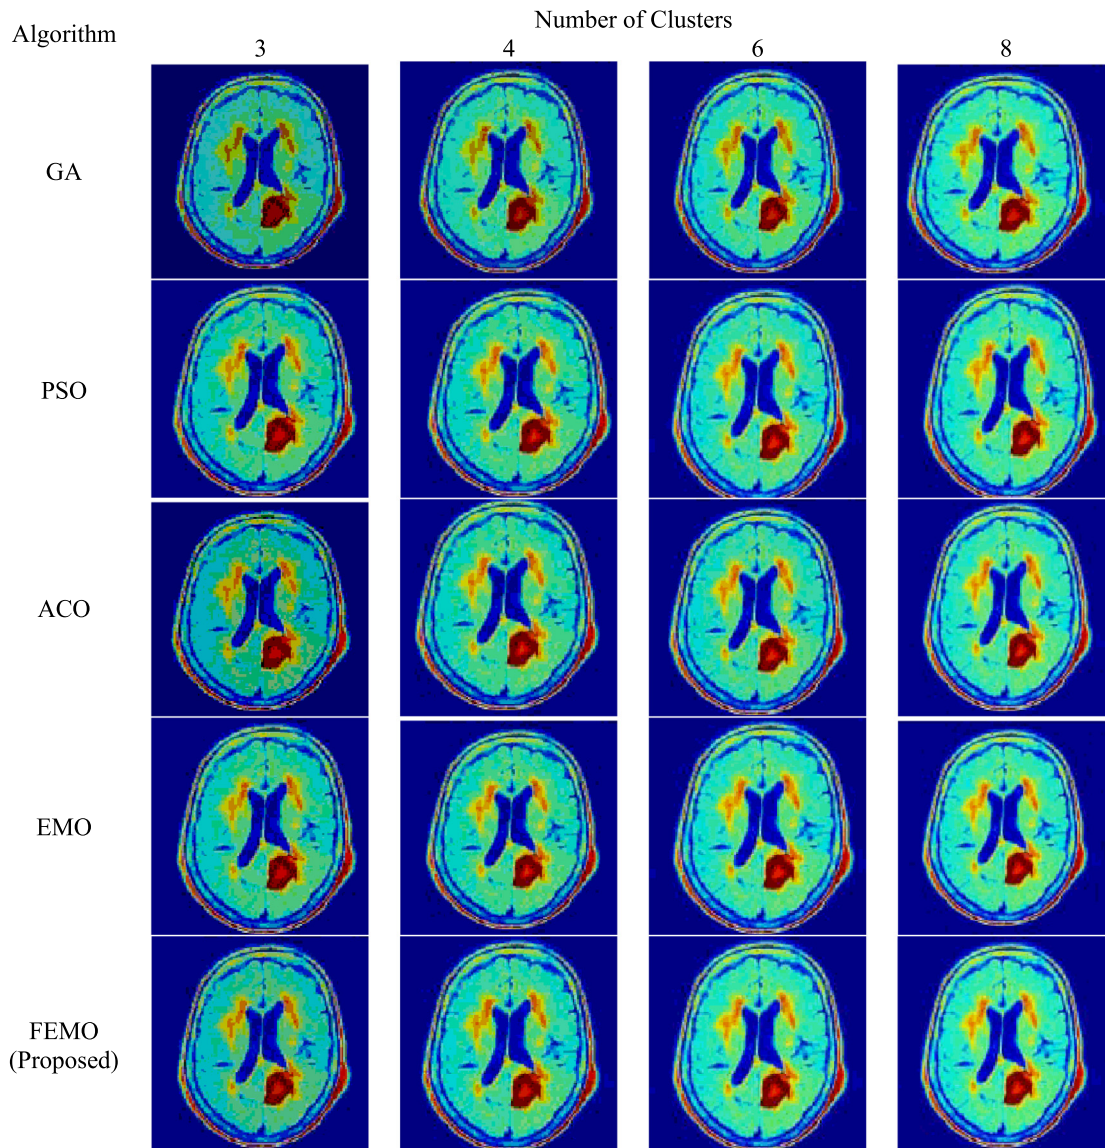 Number of Clusters
Algorithm
3 4 6 8
GA
PSO
ACO
EMO
FEMO
(Proposed)